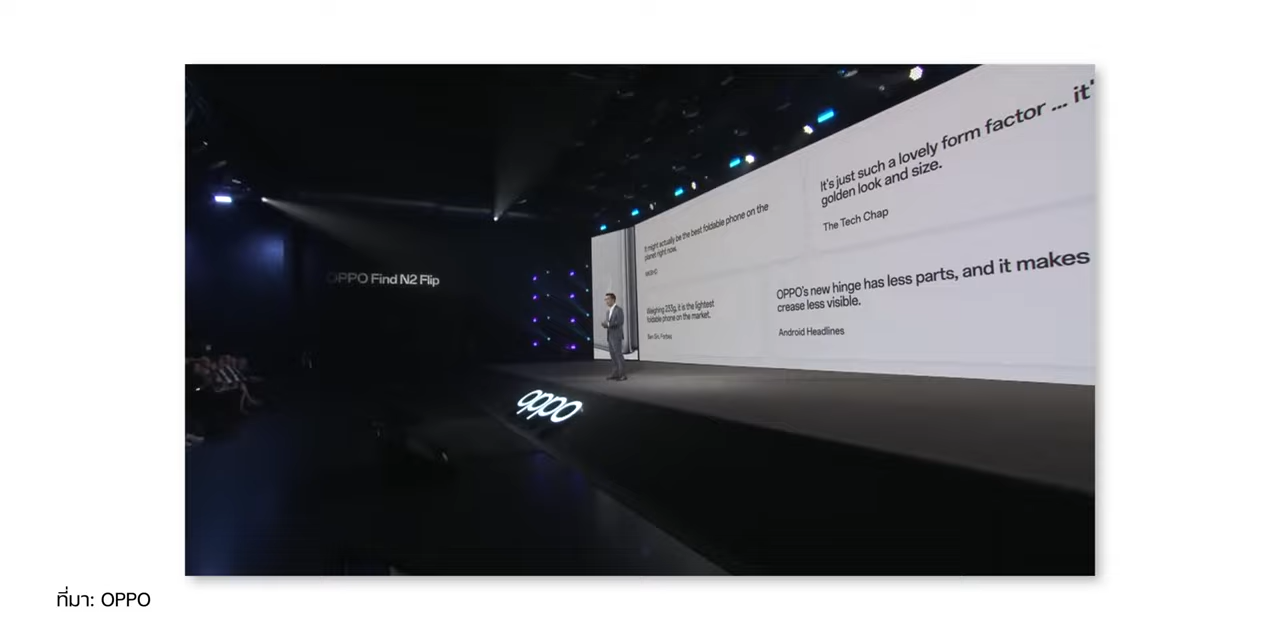 OPPO Find N2 Flip
It might actually be the best foldable phone on the
planet right now.
Weighing 233g, it is the lightest
foldable phone on the market.
Ben Sin, Forbes
It's just such a lovely form factor ... it'
golden look and size.
The Tech Chap
OPPO's new hinge has less parts, and it makes
crease less visible.
Android Headlines
oppo
ที่มา: OPPO